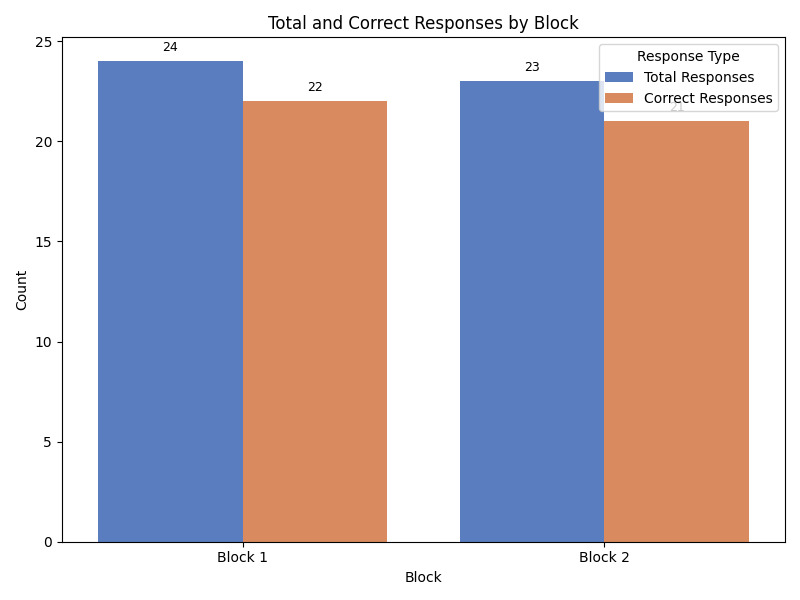 Total and Correct Responses by Block
Response Type
Total Responses
Correct Responses
24
22
23
21
25
20
15
10
5
0
Count
Block 1
Block 2
Block